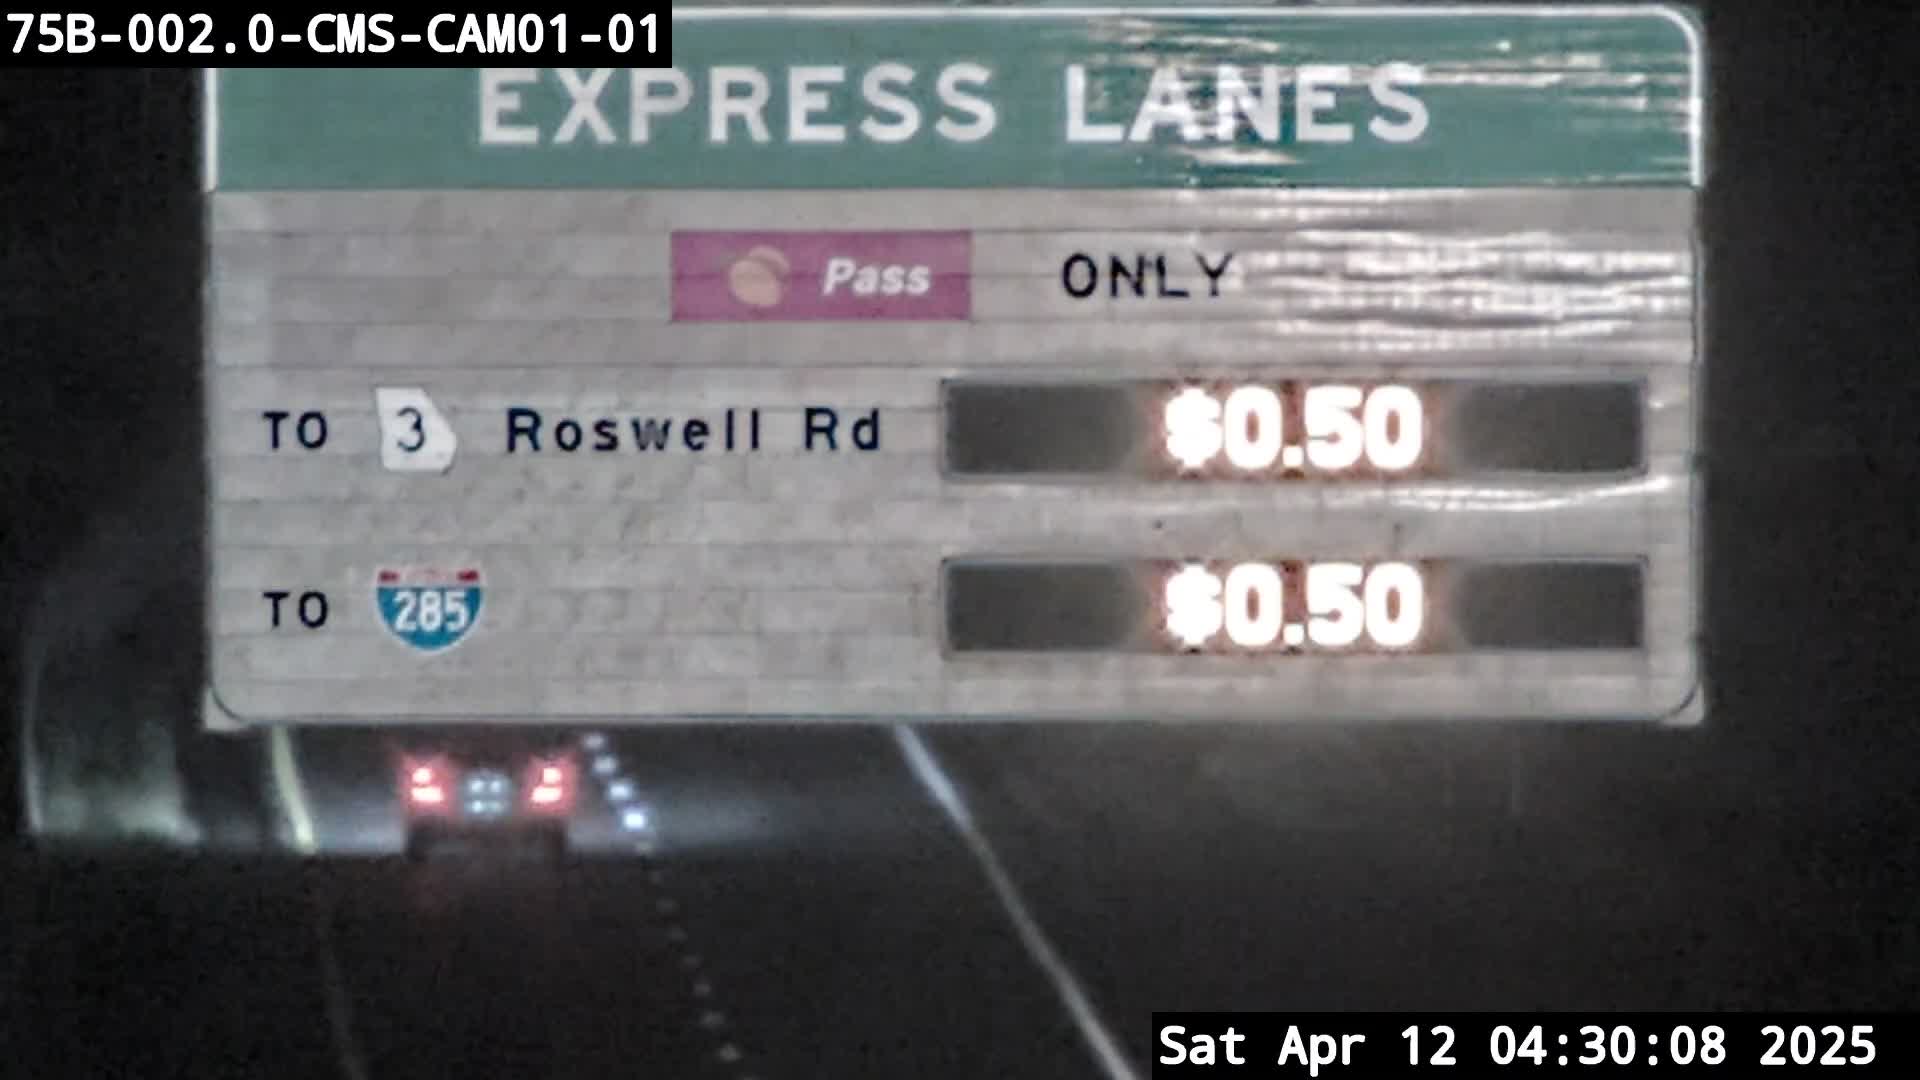 75B-002.0-CMS-CAM01-01
EXPRESS LANES
Pass ONLY
TO 3 Roswell Rd $0.50
TO 285 $0.50
Sat Apr 12 04:30:08 2025